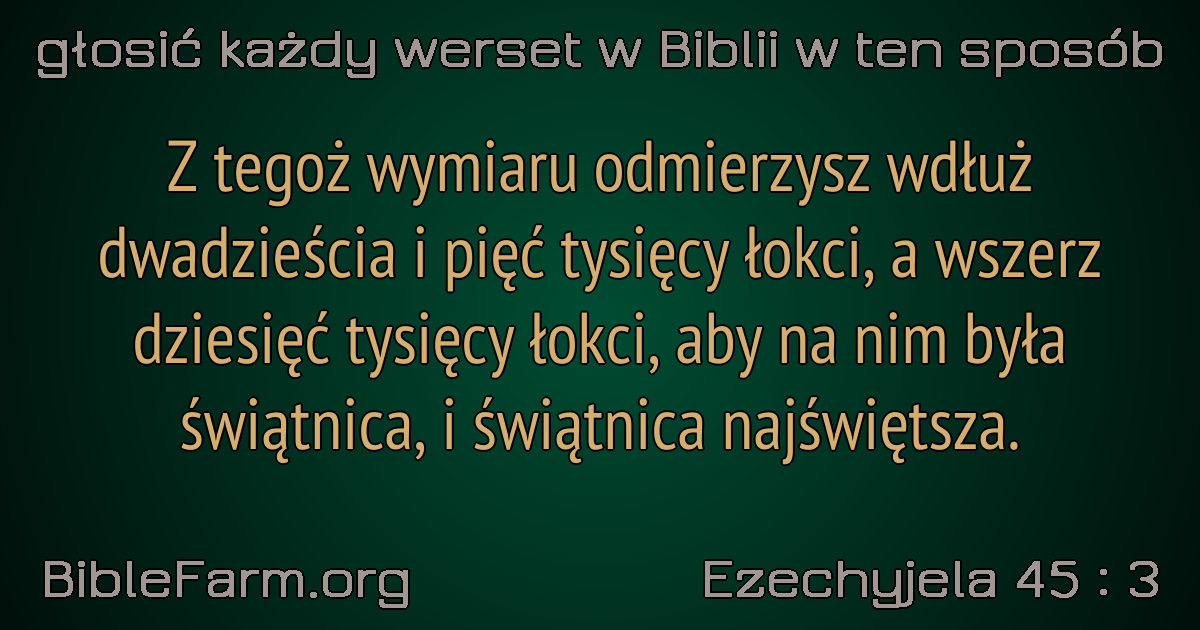 głosić każdy werset w Biblii w ten sposób
Z tegoż wymiaru odmierzysz wdłuż
dwadzieścia i pięć tysięcy łokci, a wszerz
dziesięć tysięcy łokci, aby na nim była
świątnica, i świątnica najświętsza.
BibleFarm.org
Ezechyjela 45 : 3